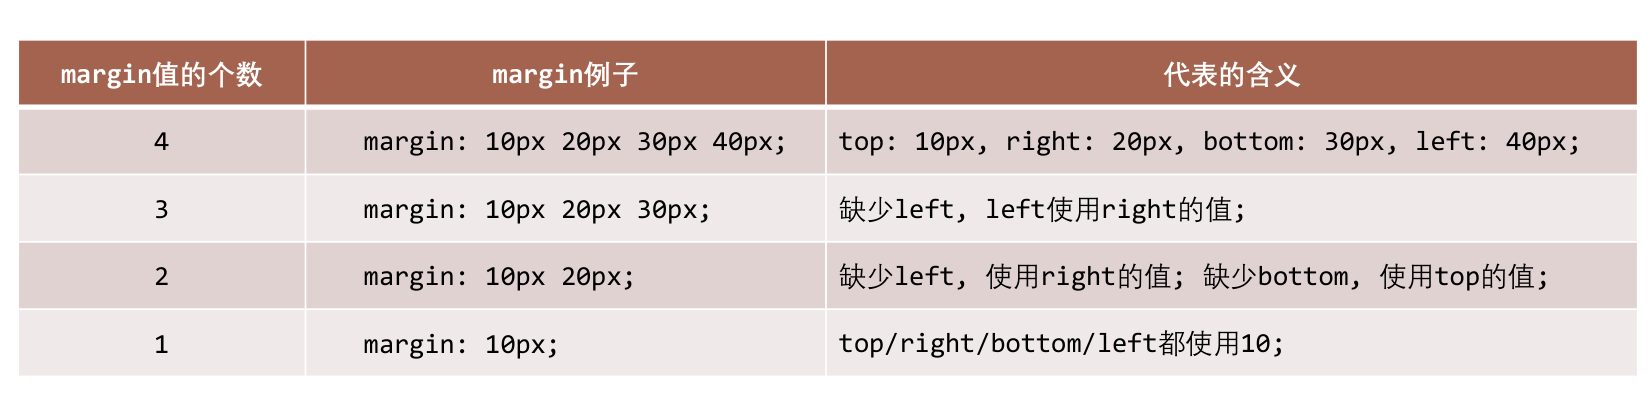 margin值的个数 margin例子 代表的含义
4 margin: 10px 20px 30px 40px; top: 10px, right: 20px, bottom: 30px, left: 40px;
3 margin: 10px 20px 30px; 缺少left, left使用right的值;
2 margin: 10px 20px; 缺少left, 使用right的值; 缺少bottom, 使用top的值;
1 margin: 10px; top/right/bottom/left都使用10;